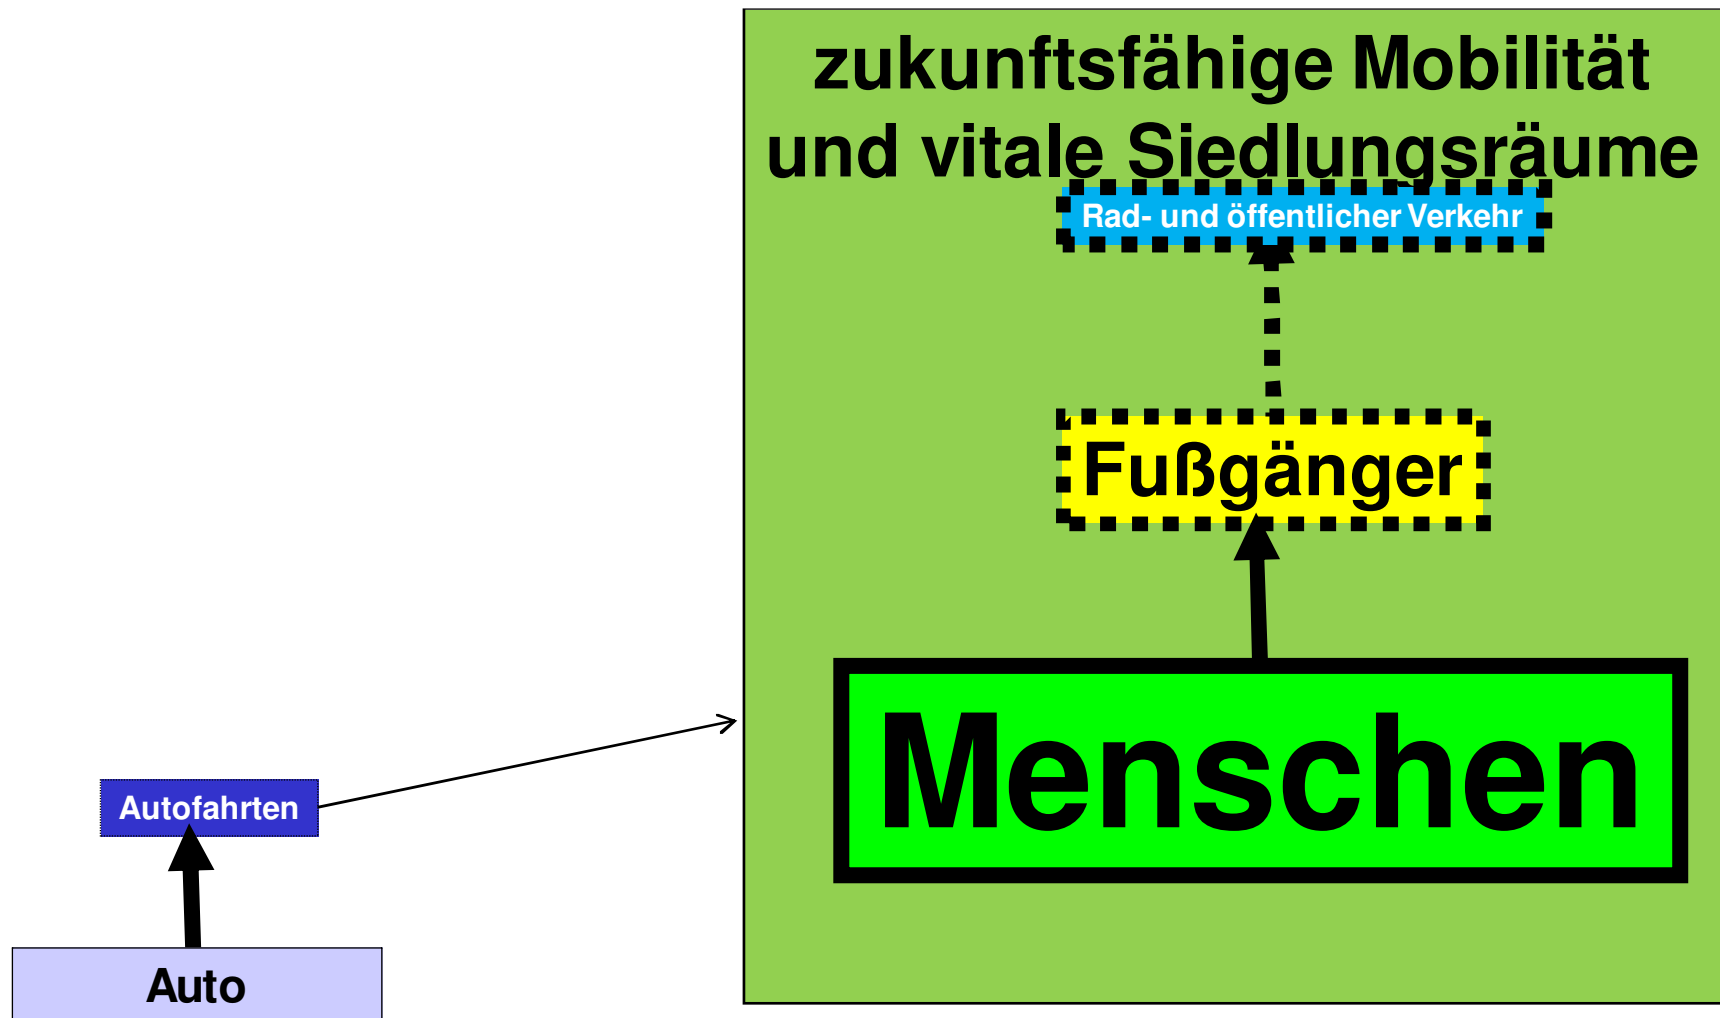 zukunftsfähige Mobilität
und vitale Siedlungsräume
Rad- und öffentlicher Verkehr
Fußgänger
Menschen
Autofahrten
Auto